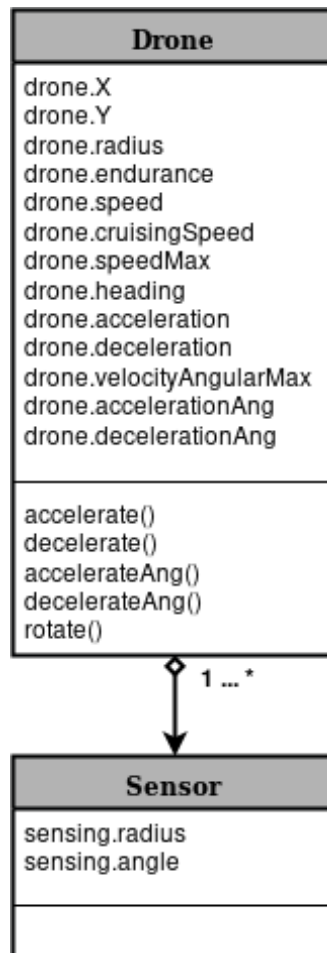 Drone
drone.X
drone.Y
drone.radius
drone.endurance
drone.speed
drone.cruisingSpeed
drone.speedMax
drone.heading
drone.acceleration
drone.deceleration
drone.velocityAngularMax
drone.accelerationAng
drone.decelerationAng
accelerate()
decelerate()
accelerateAng()
decelerateAng()
rotate()
1 ... *
Sensor
sensing.radius
sensing.angle